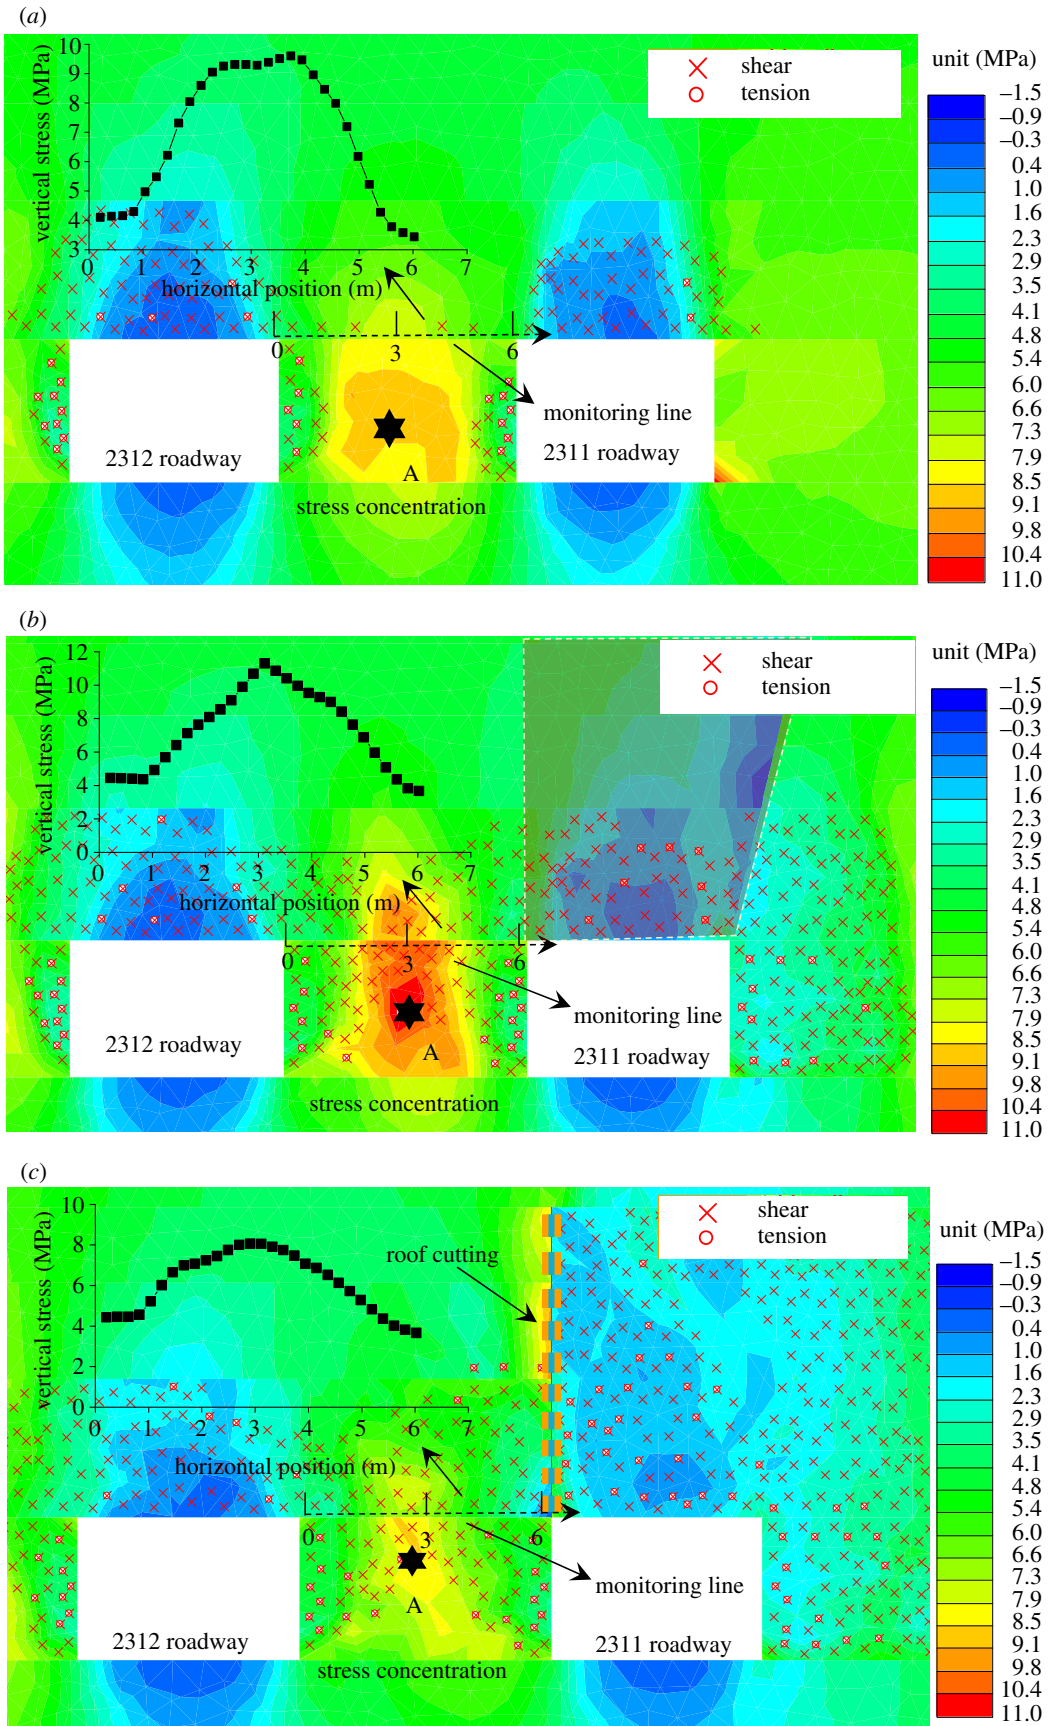 (a)
vertical stress (MPa)
10
9
8
7
6
5
4
3
0 1 2 3 4 5 6 7
horizontal position (m)
shear
tension
unit (MPa)
–1.5
–0.9
–0.3
0.4
1.0
1.6
2.3
2.9
3.5
4.1
4.8
5.4
6.0
6.6
7.3
7.9
8.5
9.1
9.8
10.4
11.0
0 3 6
monitoring line
2312 roadway
2311 roadway
A
stress concentration
(b)
vertical stress (MPa)
12
10
8
6
4
2
0
0 1 2 3 4 5 6 7
horizontal position (m)
shear
tension
unit (MPa)
–1.5
–0.9
–0.3
0.4
1.0
1.6
2.3
2.9
3.5
4.1
4.8
5.4
6.0
6.6
7.3
7.9
8.5
9.1
9.8
10.4
11.0
0 3 6
monitoring line
2312 roadway
2311 roadway
A
stress concentration
(c)
vertical stress (MPa)
10
8
6
4
2
0
0 1 2 3 4 5 6 7
horizontal position (m)
shear
tension
roof cutting
unit (MPa)
–1.5
–0.9
–0.3
0.4
1.0
1.6
2.3
2.9
3.5
4.1
4.8
5.4
6.0
6.6
7.3
7.9
8.5
9.1
9.8
10.4
11.0
0 3 6
monitoring line
A
2312 roadway
2311 roadway
stress concentration